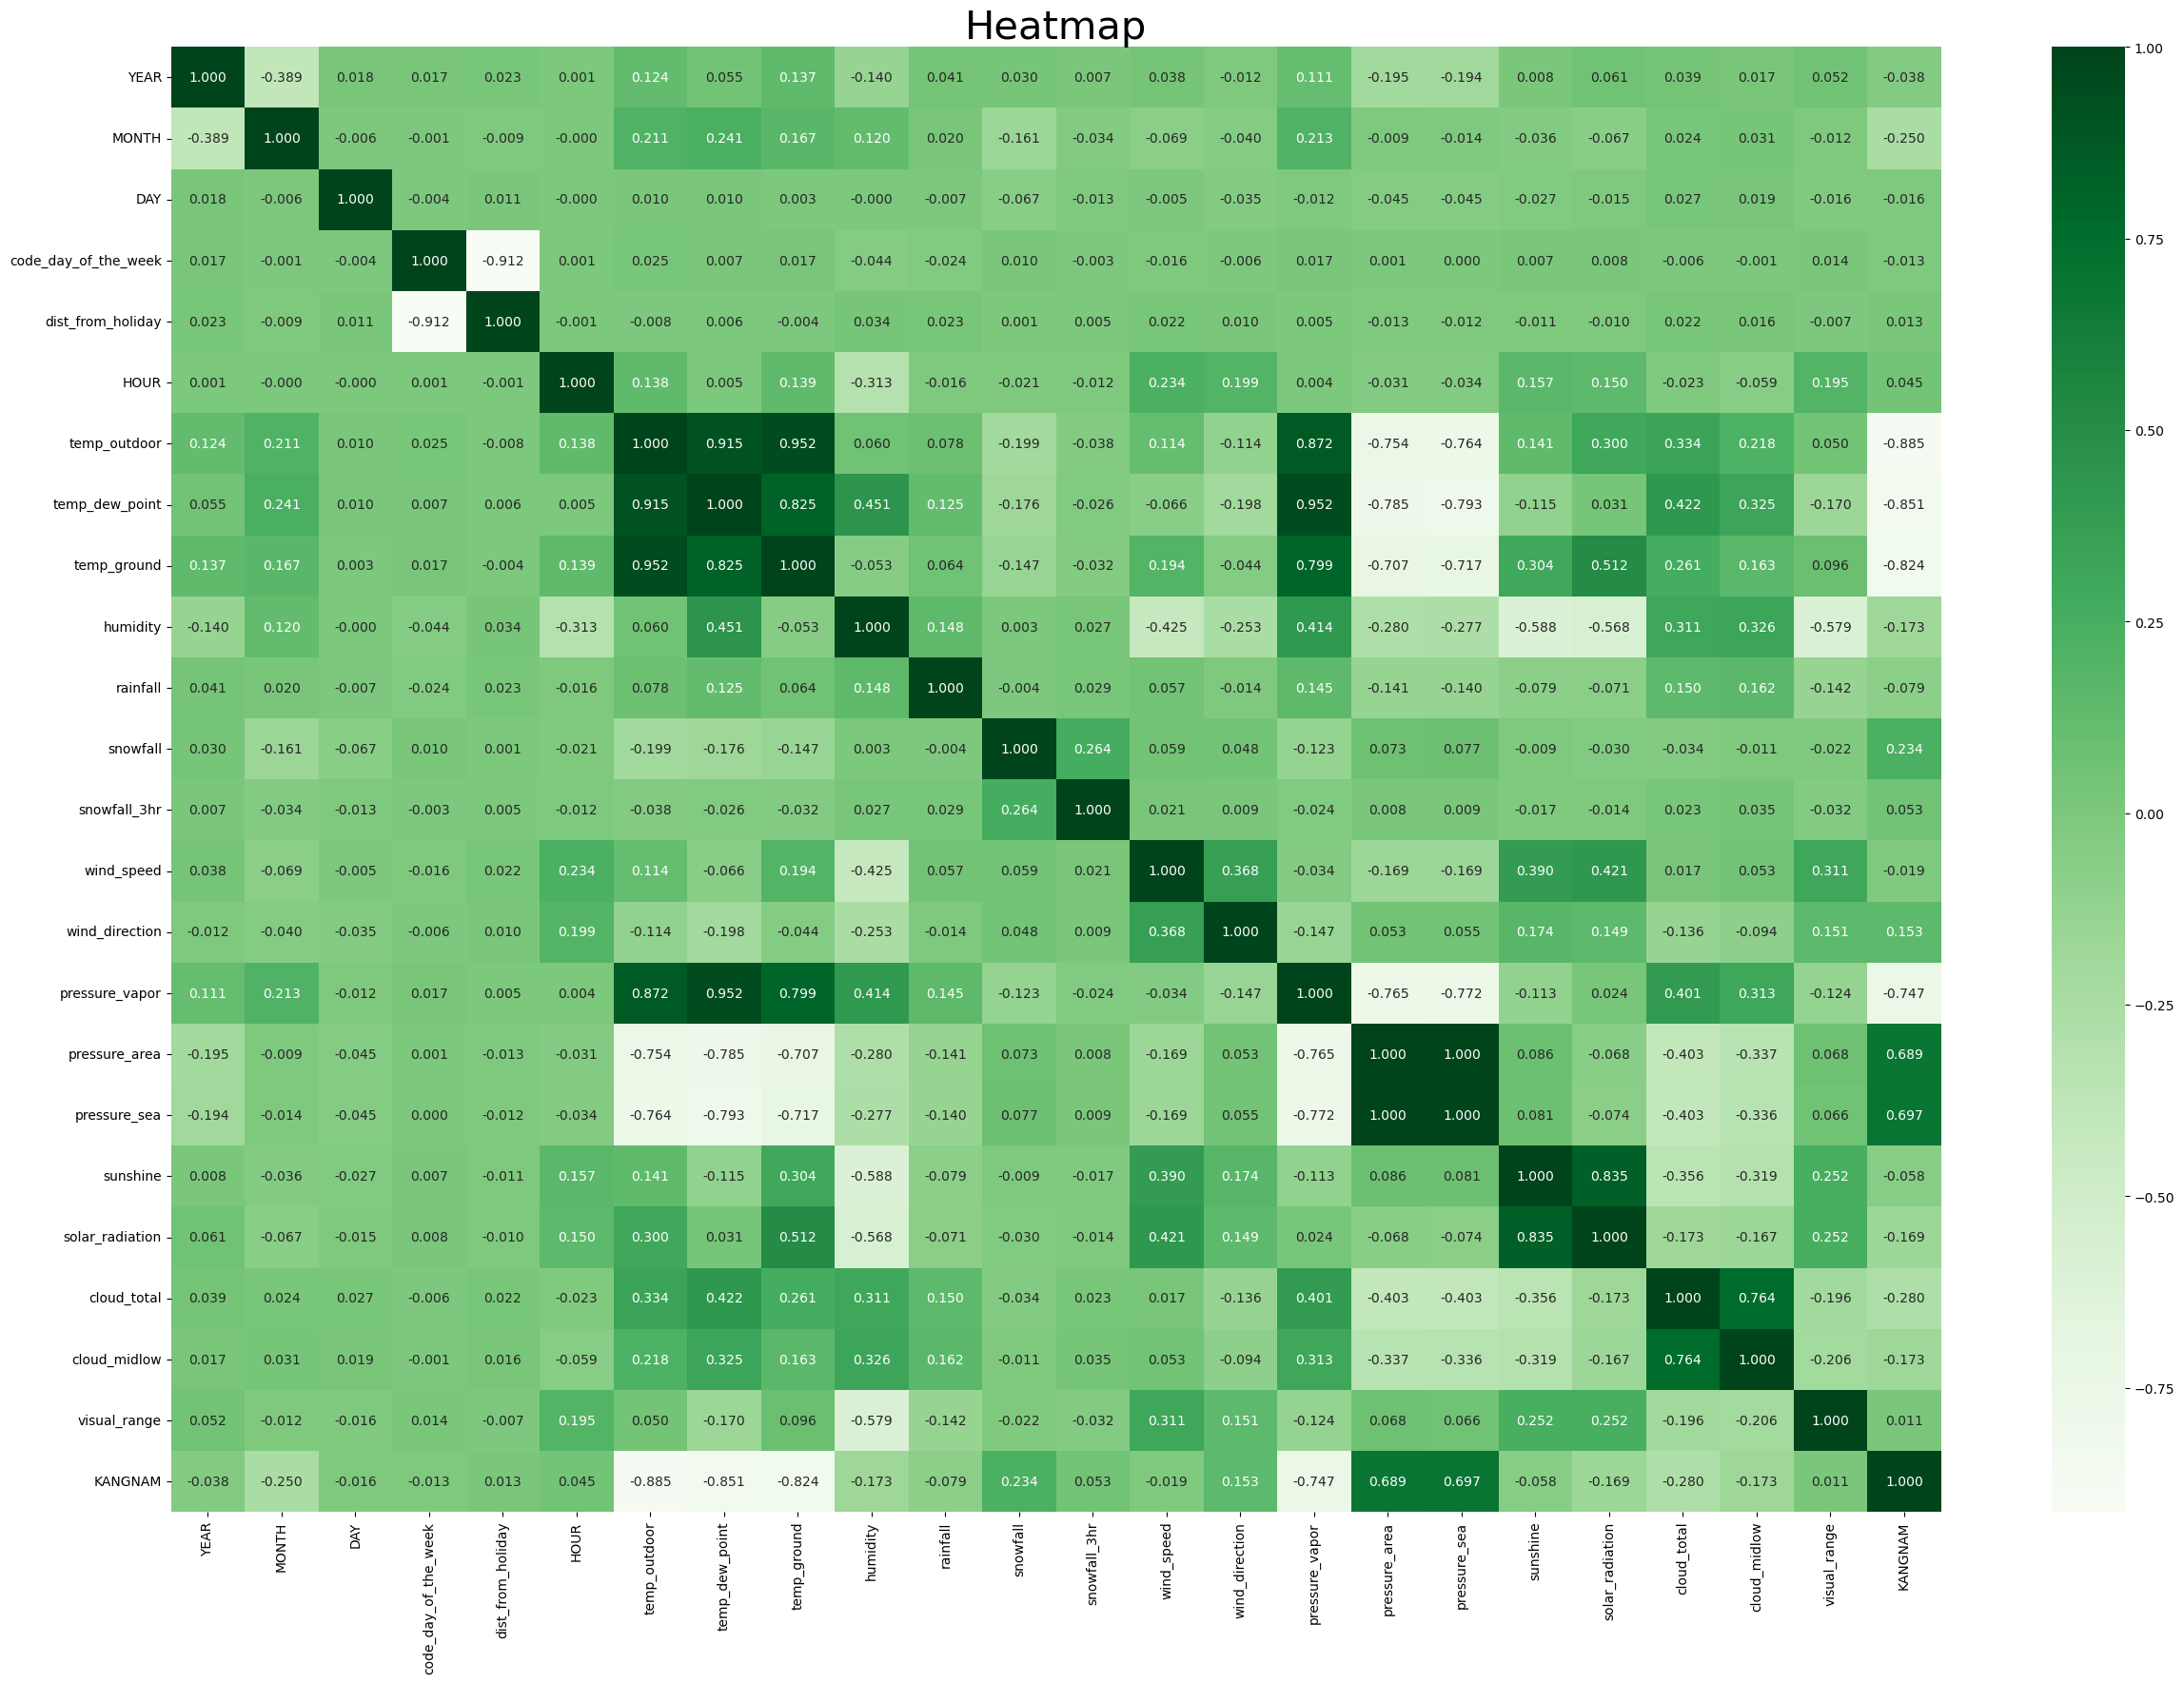 Heatmap
YEAR 1.000 -0.389 0.018 0.017 0.023 0.001 0.124 0.055 0.137 -0.140 0.041 0.030 0.007 0.038 -0.012 0.111 -0.195 -0.194 0.008 0.061 0.039 0.017 0.052 -0.038
MONTH -0.389 1.000 -0.006 -0.001 -0.009 -0.000 0.211 0.241 0.167 0.120 0.020 -0.161 -0.034 -0.069 -0.040 0.213 -0.009 -0.014 -0.036 -0.067 0.024 0.031 -0.012 -0.250
DAY 0.018 -0.006 1.000 -0.004 0.011 -0.000 0.010 0.010 0.003 -0.000 -0.007 -0.067 -0.013 -0.005 -0.035 -0.012 -0.045 -0.045 -0.027 -0.015 0.027 0.019 -0.016 -0.016
code_day_of_the_week 0.017 -0.001 -0.004 1.000 -0.912 0.001 0.025 0.007 0.017 -0.044 -0.024 0.010 -0.003 -0.016 -0.006 0.017 0.001 0.000 0.007 0.008 -0.006 -0.001 0.014 -0.013
dist_from_holiday 0.023 -0.009 0.011 -0.912 1.000 -0.001 -0.008 0.006 -0.004 0.034 0.023 0.001 0.005 0.022 0.010 0.005 -0.013 -0.012 -0.011 -0.010 0.022 0.016 -0.007 0.013
HOUR 0.001 -0.000 -0.000 0.001 -0.001 1.000 0.138 0.005 0.139 -0.313 -0.016 -0.021 -0.012 0.234 0.199 0.004 -0.031 -0.034 0.157 0.150 -0.023 -0.059 0.195 0.045
temp_outdoor 0.124 0.211 0.010 0.025 -0.008 0.138 1.000 0.915 0.952 0.060 0.078 -0.199 -0.038 0.114 -0.114 0.872 -0.754 -0.764 0.141 0.300 0.334 0.218 0.050 -0.885
temp_dew_point 0.055 0.241 0.010 0.007 0.006 0.005 0.915 1.000 0.825 0.451 0.125 -0.176 -0.026 -0.066 -0.198 0.952 -0.785 -0.793 -0.115 0.031 0.422 0.325 -0.170 -0.851
temp_ground 0.137 0.167 0.003 0.017 -0.004 0.139 0.952 0.825 1.000 -0.053 0.064 -0.147 -0.032 0.194 -0.044 0.799 -0.707 -0.717 0.304 0.512 0.261 0.163 0.096 -0.824
humidity -0.140 0.120 -0.000 -0.044 0.034 -0.313 0.060 0.451 -0.053 1.000 0.148 0.003 0.027 -0.425 -0.253 0.414 -0.280 -0.277 -0.588 -0.568 0.311 0.326 -0.579 -0.173
rainfall 0.041 0.020 -0.007 -0.024 0.023 -0.016 0.078 0.125 0.064 0.148 1.000 -0.004 0.029 0.057 -0.014 0.145 -0.141 -0.140 -0.079 -0.071 0.150 0.162 -0.142 -0.079
snowfall 0.030 -0.161 -0.067 0.010 0.001 -0.021 -0.199 -0.176 -0.147 0.003 -0.004 1.000 0.264 0.059 0.048 -0.123 0.073 0.077 -0.009 -0.030 -0.034 -0.011 -0.022 0.234
snowfall_3hr 0.007 -0.034 -0.013 -0.003 0.005 -0.012 -0.038 -0.026 -0.032 0.027 0.029 0.264 1.000 0.021 0.009 -0.024 0.008 0.009 -0.017 -0.014 0.023 0.035 -0.032 0.053
wind_speed 0.038 -0.069 -0.005 -0.016 0.022 0.234 0.114 -0.066 0.194 -0.425 0.057 0.059 0.021 1.000 0.368 -0.034 -0.169 -0.169 0.390 0.421 0.017 0.053 0.311 -0.019
wind_direction -0.012 -0.040 -0.035 -0.006 0.010 0.199 -0.114 -0.198 -0.044 -0.253 -0.014 0.048 0.009 0.368 1.000 -0.147 0.053 0.055 0.174 0.149 -0.136 -0.094 0.151 0.153
pressure_vapor 0.111 0.213 -0.012 0.017 0.005 0.004 0.872 0.952 0.799 0.414 0.145 -0.123 -0.024 -0.034 -0.147 1.000 -0.765 -0.772 -0.113 0.024 0.401 0.313 -0.124 -0.747
pressure_area -0.195 -0.009 -0.045 0.001 -0.013 -0.031 -0.754 -0.785 -0.707 -0.280 -0.141 0.073 0.008 -0.169 0.053 -0.765 1.000 1.000 0.086 -0.068 -0.403 -0.337 0.068 0.689
pressure_sea -0.194 -0.014 -0.045 0.000 -0.012 -0.034 -0.764 -0.793 -0.717 -0.277 -0.140 0.077 0.009 -0.169 0.055 -0.772 1.000 1.000 0.081 -0.074 -0.403 -0.336 0.066 0.697
sunshine 0.008 -0.036 -0.027 0.007 -0.011 0.157 0.141 -0.115 0.304 -0.588 -0.079 -0.009 -0.017 0.390 0.174 -0.113 0.086 0.081 1.000 0.835 -0.356 -0.319 0.252 -0.058
solar_radiation 0.061 -0.067 -0.015 0.008 -0.010 0.150 0.300 0.031 0.512 -0.568 -0.071 -0.030 -0.014 0.421 0.149 0.024 -0.068 -0.074 0.835 1.000 -0.173 -0.167 0.252 -0.169
cloud_total 0.039 0.024 0.027 -0.006 0.022 -0.023 0.334 0.422 0.261 0.311 0.150 -0.034 0.023 0.017 -0.136 0.401 -0.403 -0.403 -0.356 -0.173 1.000 0.764 -0.196 -0.280
cloud_midlow 0.017 0.031 0.019 -0.001 0.016 -0.059 0.218 0.325 0.163 0.326 0.162 -0.011 0.035 0.053 -0.094 0.313 -0.337 -0.336 -0.319 -0.167 0.764 1.000 -0.206 -0.173
visual_range 0.052 -0.012 -0.016 0.014 -0.007 0.195 0.050 -0.170 0.096 -0.579 -0.142 -0.022 -0.032 0.311 0.151 -0.124 0.068 0.066 0.252 0.252 -0.196 -0.206 1.000 0.011
KANGNAM -0.038 -0.250 -0.016 -0.013 0.013 0.045 -0.885 -0.851 -0.824 -0.173 -0.079 0.234 0.053 -0.019 0.153 -0.747 0.689 0.697 -0.058 -0.169 -0.280 -0.173 0.011 1.000
YEAR
MONTH
DAY
code_day_of_the_week
dist_from_holiday
HOUR
temp_outdoor
temp_dew_point
temp_ground
humidity
rainfall
snowfall
snowfall_3hr
wind_speed
wind_direction
pressure_vapor
pressure_area
pressure_sea
sunshine
solar_radiation
cloud_total
cloud_midlow
visual_range
KANGNAM
1.00
0.75
0.50
0.25
0.00
−0.25
−0.50
−0.75